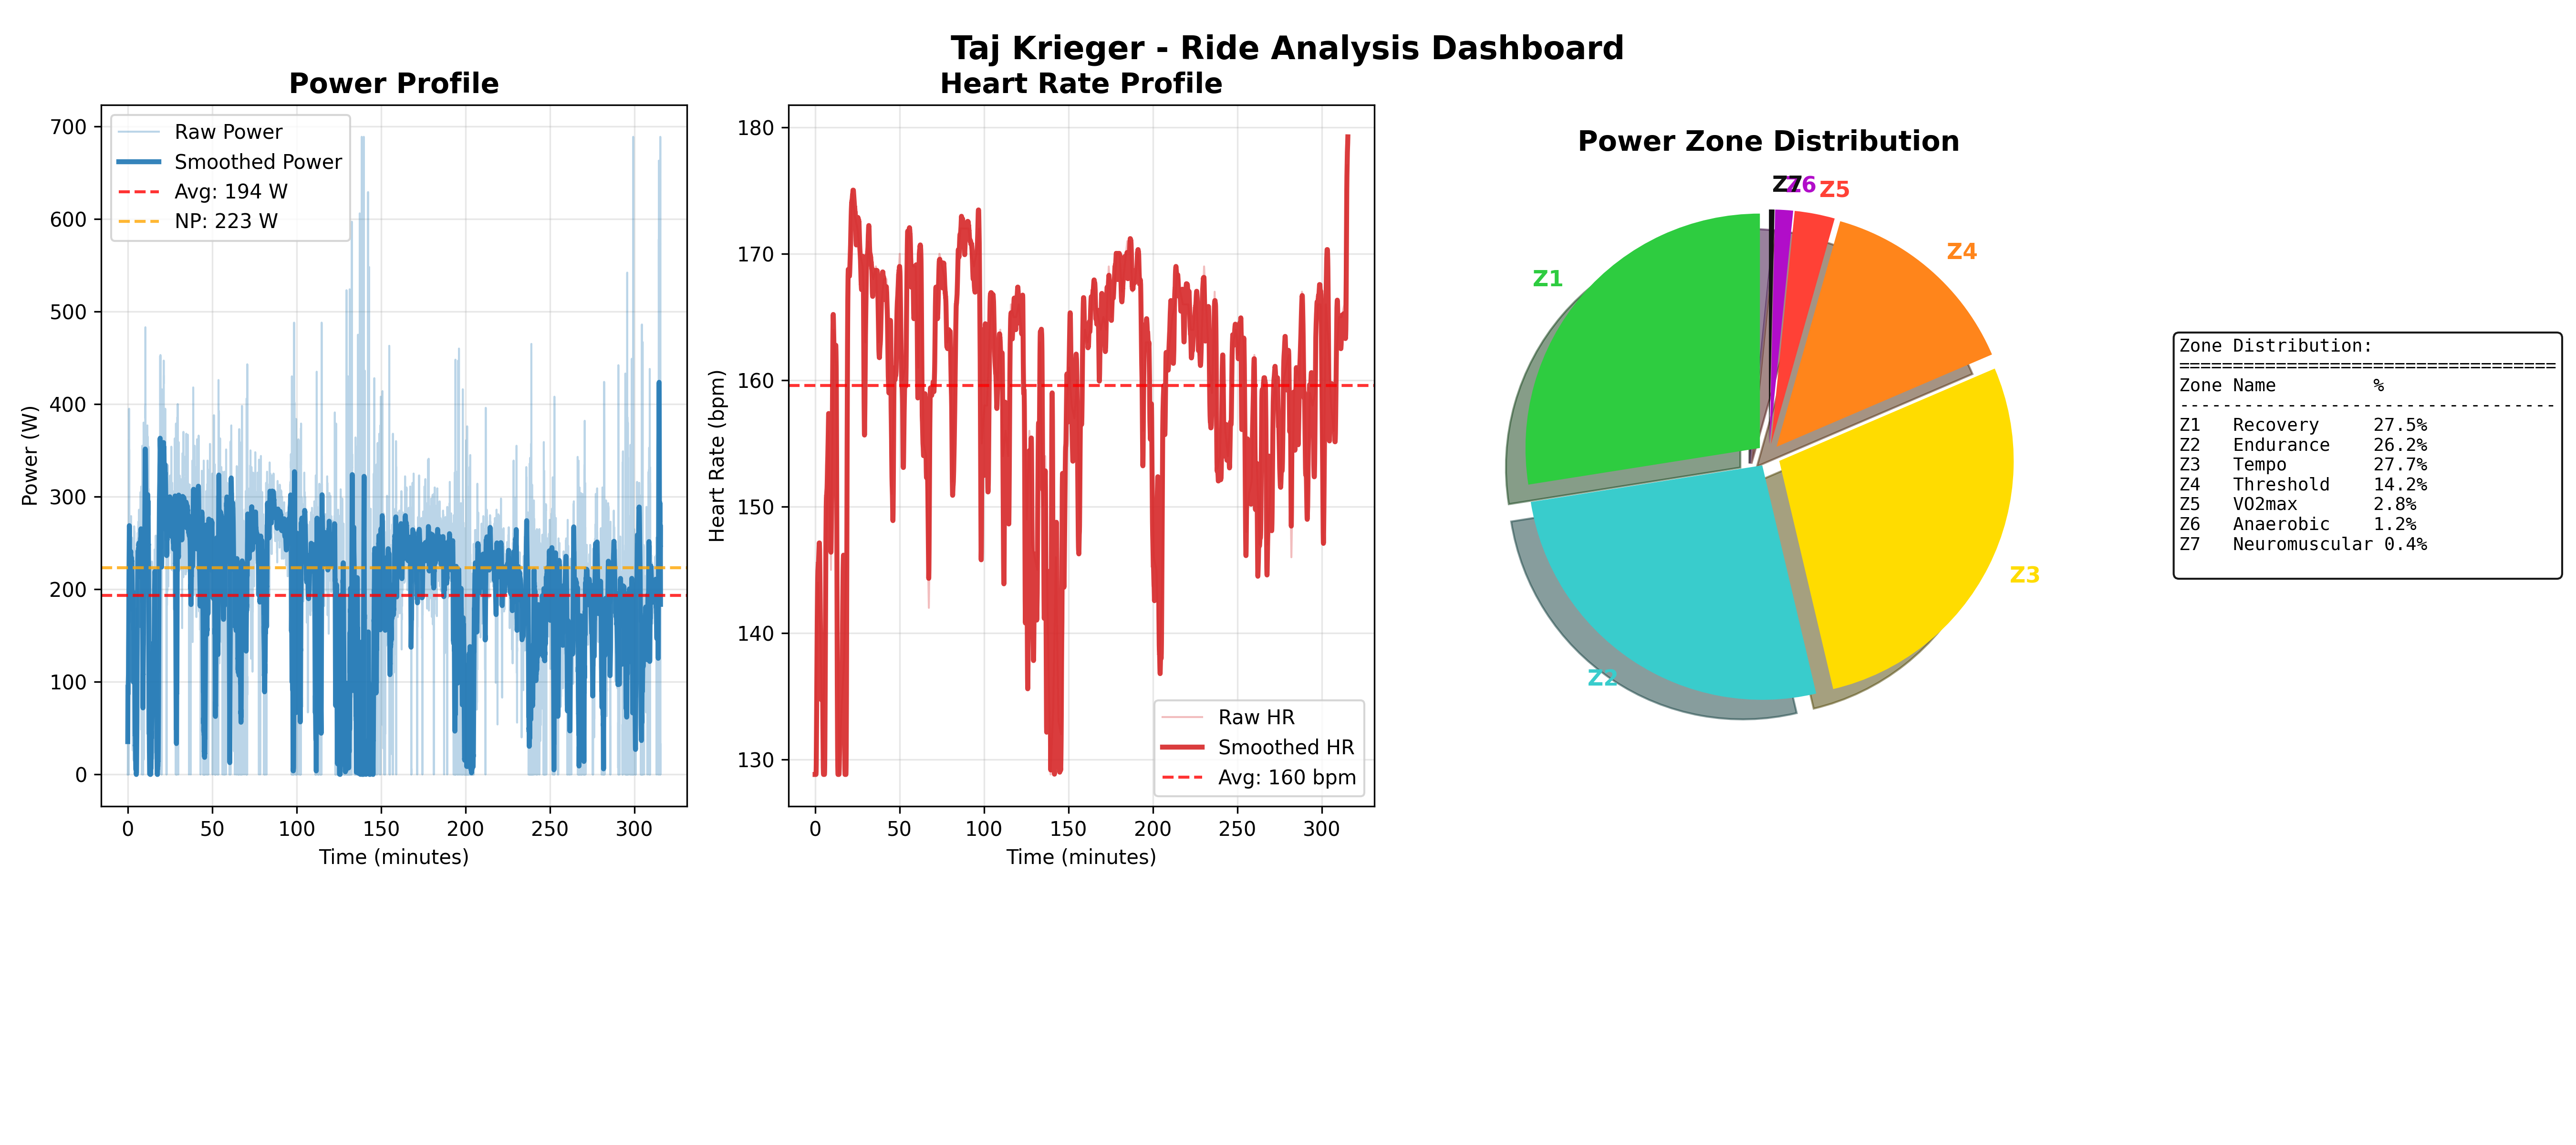 Taj Krieger - Ride Analysis Dashboard
Power Profile
Raw Power
Smoothed Power
Avg: 194 W
NP: 223 W
700
600
500
400
300
200
100
0
Power (W)
0 50 100 150 200 250 300
Time (minutes)
Heart Rate Profile
180
170
160
150
140
130
Heart Rate (bpm)
Raw HR
Smoothed HR
Avg: 160 bpm
0 50 100 150 200 250 300
Time (minutes)
Power Zone Distribution
Z1
Z2
Z3
Z4
Z5
Z6
Z7
Zone Distribution:
===================================
Zone Name %
-----------------------------------
Z1 Recovery 27.5%
Z2 Endurance 26.2%
Z3 Tempo 27.7%
Z4 Threshold 14.2%
Z5 VO2max 2.8%
Z6 Anaerobic 1.2%
Z7 Neuromuscular 0.4%